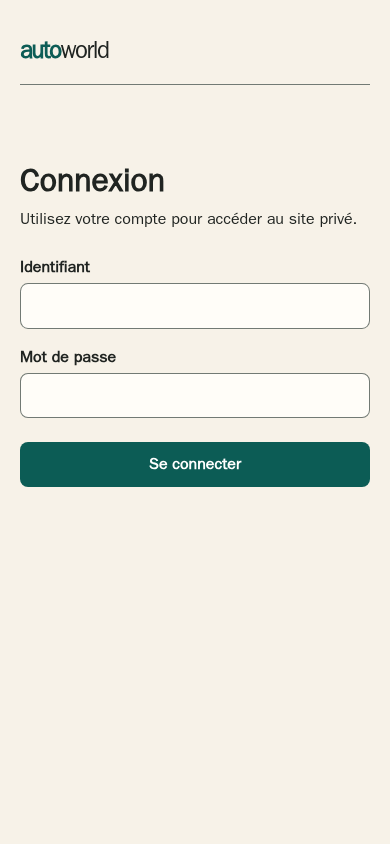 autoworld
Connexion
Utilisez votre compte pour accéder au site privé.
Identifiant
Mot de passe
Se connecter